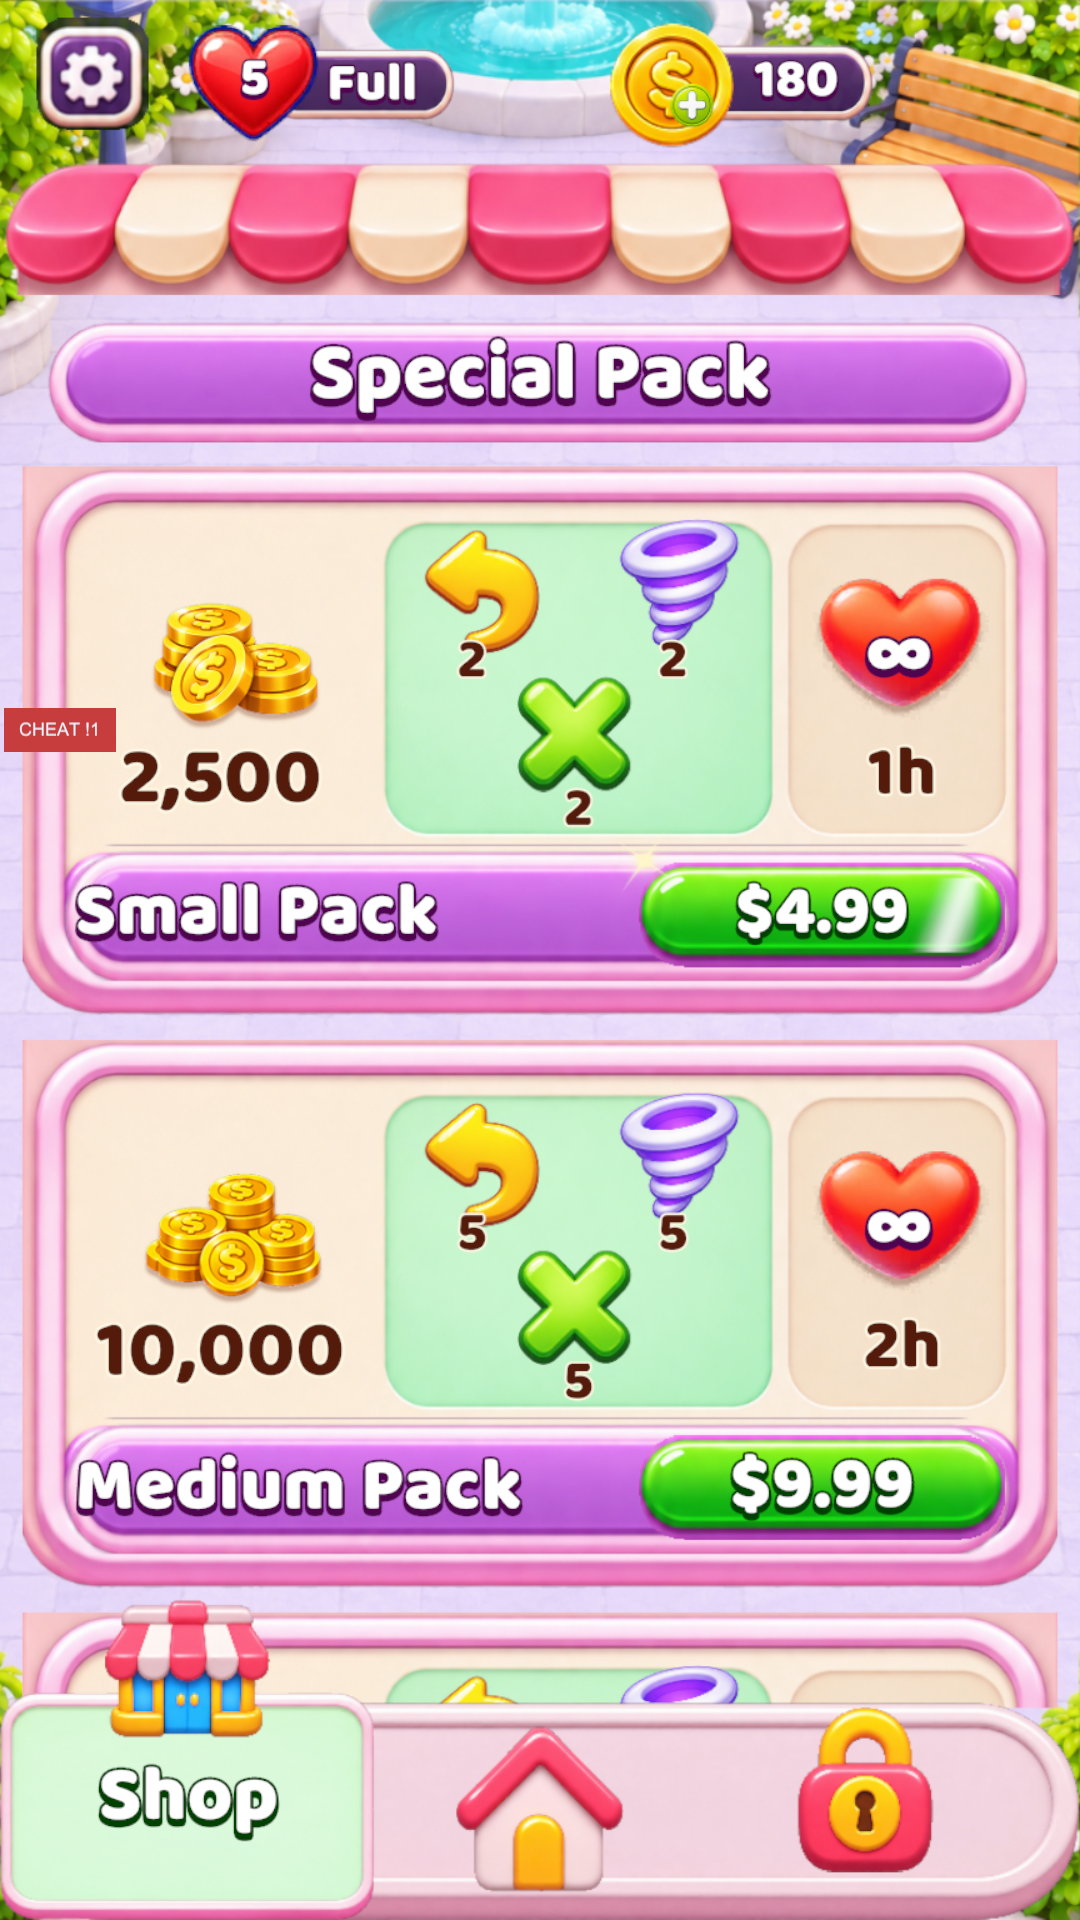 5 Full 180
Special Pack
2 2
2
2,500
1h
CHEAT !1
Small Pack $4.99
5 5
5
10,000
2h
Medium Pack $9.99
Shop